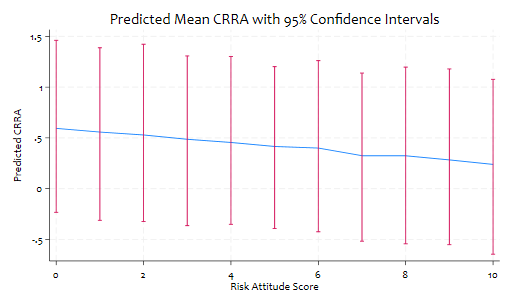 Predicted Mean CRRA with 95% Confidence Intervals
1.5
1
.5
0
-.5
Predicted CRRA
0 2 4 6 8 10
Risk Attitude Score